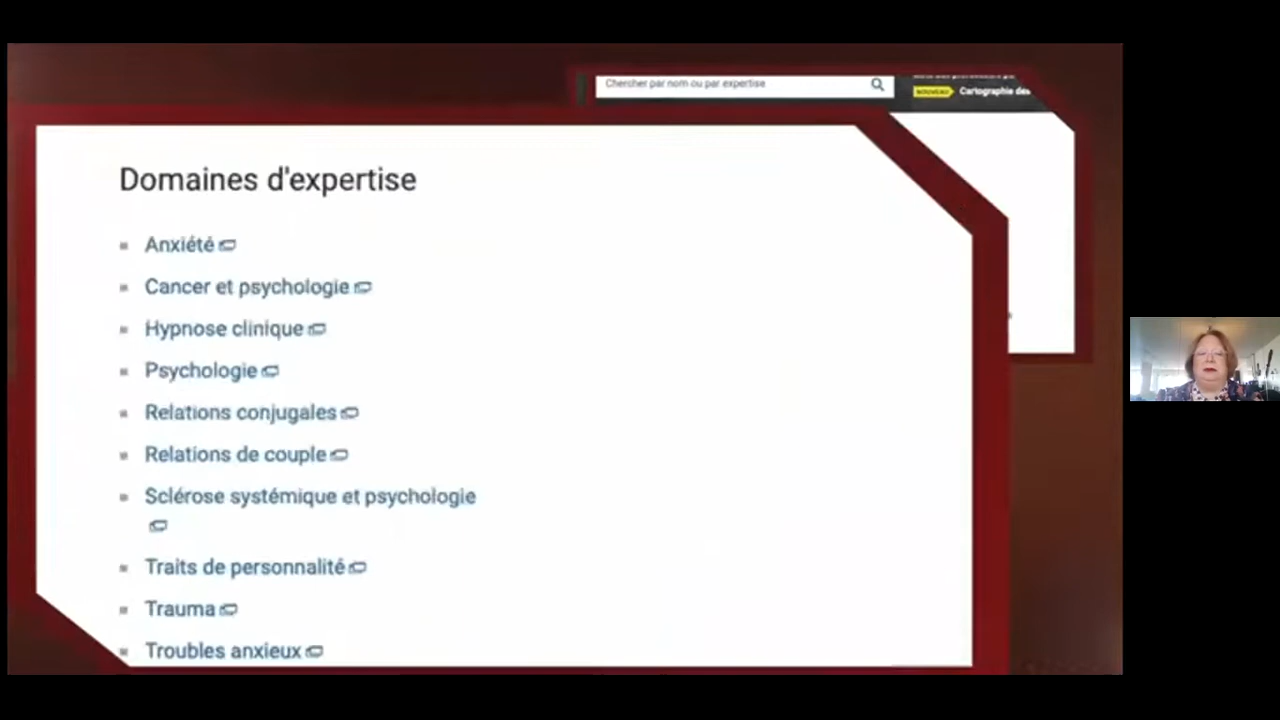 Chercher par nom ou par expertise
NOUVEAU
Cartographie des
Domaines d'expertise
Anxiété
Cancer et psychologie
Hypnose clinique
Psychologie
Relations conjugales
Relations de couple
Sclérose systémique et psychologie
Traits de personnalité
Trauma
Troubles anxieux